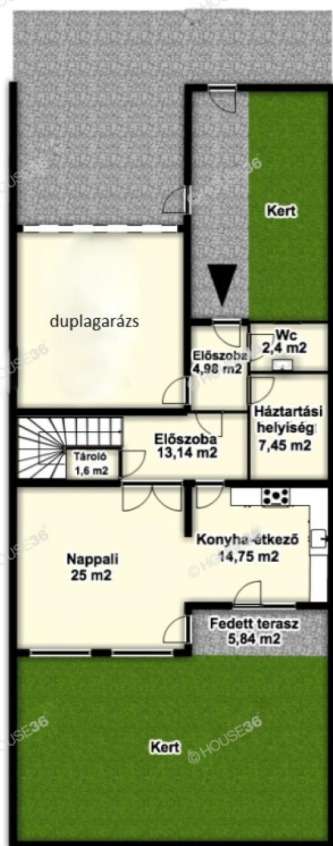 Kert
duplagarázs
Wc
2,4 m2
Előszoba
4,98 m2
Háztartási
helyiség
7,45 m2
Előszoba
13,14 m2
Tároló
1,6 m2
Nappali
25 m2
Konyha-étkező
14,75 m2
Fedett terasz
5,84 m2
Kert
© HOUSE36
© HOUSE36